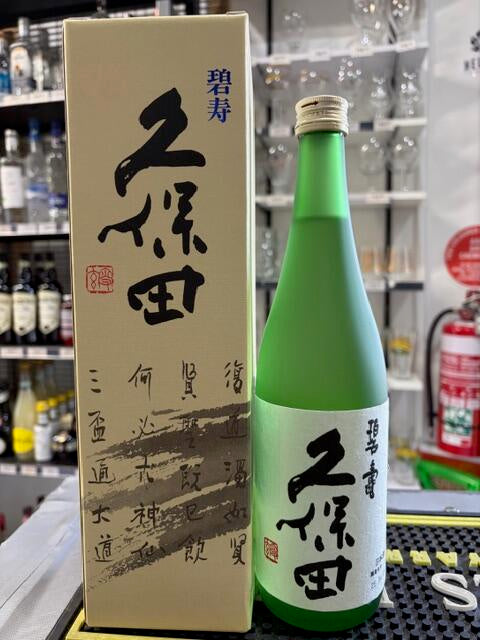 碧寿
久保田
復道濁如賢
賢聖既已飲
何必求神仙
三盃通大道
碧壽
久保田